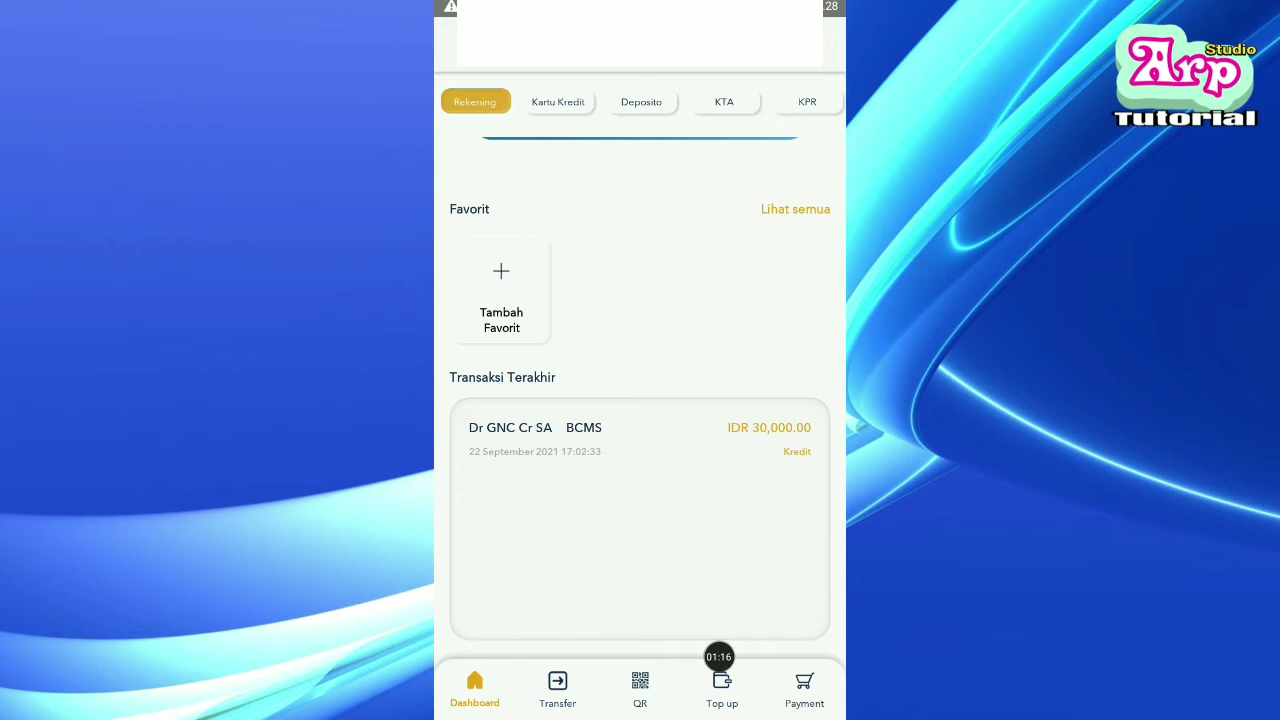 .28
Studio
Arp
Tutorial
Rekening
Kartu Kredit
Deposito
KTA
KPR
Favorit
Lihat semua
Tambah
Favorit
Transaksi Terakhir
Dr GNC Cr SA BCMS
IDR 30,000.00
22 September 2021 17:02:33
Kredit
01:16
Dashboard
Transfer
QR
Top up
Payment